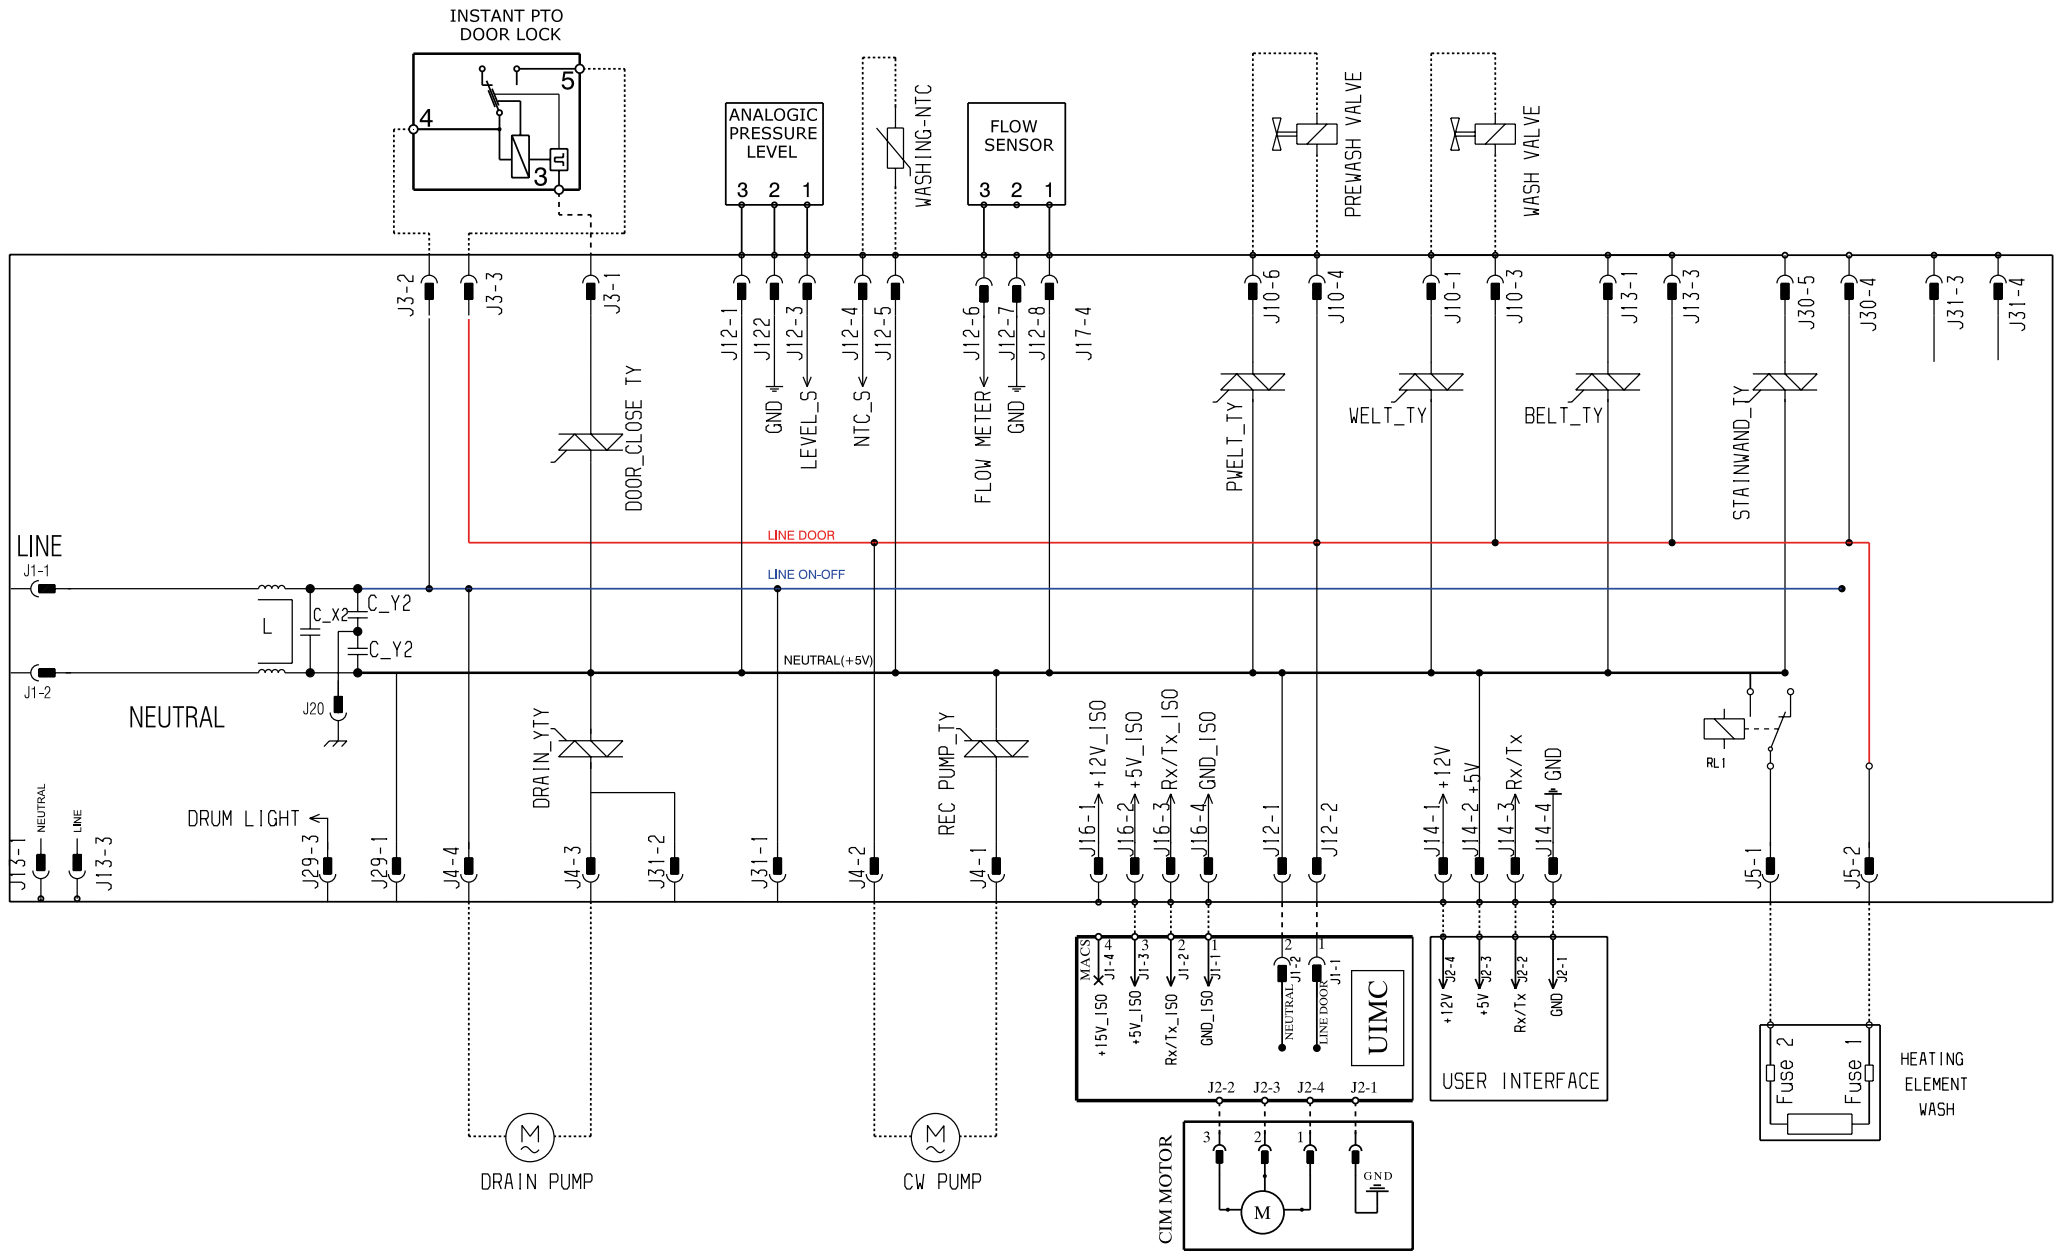 INSTANT PTO
DOOR LOCK
5
4
3
ANALOGIC
PRESSURE
LEVEL
3 2 1
WASHING-NTC
FLOW
SENSOR
3 2 1
PREWASH VALVE
WASH VALVE
J3-2
J3-3
J3-1
J12-1
J122
J12-3
J12-4
J12-5
J12-6
J12-7
J12-8
J17-4
J10-6
J10-4
J10-1
J10-3
J13-1
J13-3
J30-5
J30-4
J31-3
J31-4
DOOR_CLOSE TY
GND
LEVEL_S
NTC_S
FLOW METER
GND
PWELT_TY
WELT_TY
BELT_TY
STAINWAND_TY
LINE DOOR
LINE
J1-1
LINE ON-OFF
L
C_X2
C_Y2
C_Y2
NEUTRAL(+5V)
J1-2
NEUTRAL
J20
DRAIN_YTY
REC PUMP_TY
+12V_ISO
+5V_ISO
Rx/Tx_ISO
GND_ISO
+12V
+5V
Rx/Tx
GND
RL1
NEUTRAL
LINE
DRUM LIGHT
J13-1
J13-3
J29-3
J29-1
J4-4
J4-3
J31-2
J31-1
J4-2
J4-1
J16-1
J16-2
J16-3
J16-4
J12-1
J12-2
J14-1
J14-2
J14-3
J14-4
J5-1
J5-2
MACS
4 3 2 1 2 1
J1-4
J1-3
J1-2
J1-1
J1-2
J1-1
+15V_ISO
+5V_ISO
Rx/Tx_ISO
GND_ISO
NEUTRAL
LINE DOOR
UIMC
J2-4
J2-3
J2-2
J2-1
+12V
+5V
Rx/Tx
GND
USER INTERFACE
Fuse 2
Fuse 1
HEATING
ELEMENT
WASH
J2-2 J2-3 J2-4 J2-1
M
DRAIN PUMP
M
CW PUMP
CIM MOTOR
3 2 1
GND
M